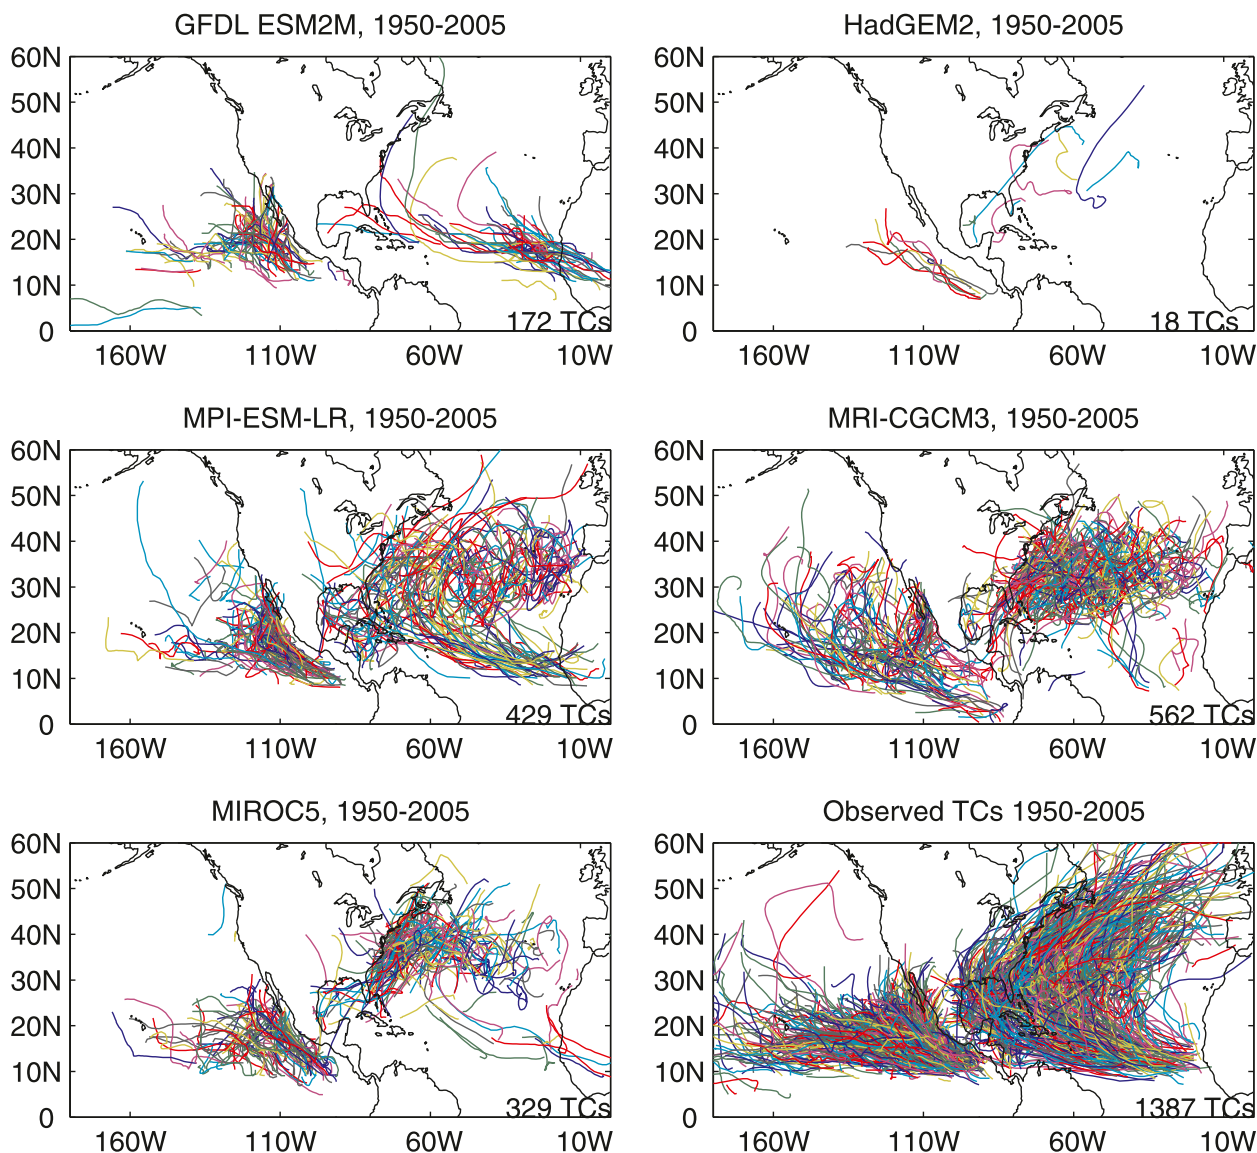 GFDL ESM2M, 1950-2005
60N
50N
40N
30N
20N
10N
0
172 TCs
160W 110W 60W 10W
HadGEM2, 1950-2005
60N
50N
40N
30N
20N
10N
0
18 TCs
160W 110W 60W 10W
MPI-ESM-LR, 1950-2005
60N
50N
40N
30N
20N
10N
0
429 TCs
160W 110W 60W 10W
MRI-CGCM3, 1950-2005
60N
50N
40N
30N
20N
10N
0
562 TCs
160W 110W 60W 10W
MIROC5, 1950-2005
60N
50N
40N
30N
20N
10N
0
329 TCs
160W 110W 60W 10W
Observed TCs 1950-2005
60N
50N
40N
30N
20N
10N
0
1387 TCs
160W 110W 60W 10W